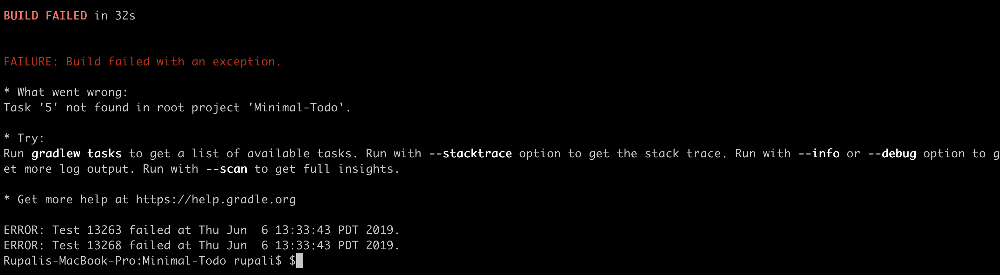 BUILD FAILED in 32s
FAILURE: Build failed with an exception.
* What went wrong:
Task '5' not found in root project 'Minimal-Todo'.
* Try:
Run gradlew tasks to get a list of available tasks. Run with --stacktrace option to get the stack trace. Run with --info or --debug option to g
et more log output. Run with --scan to get full insights.
* Get more help at https://help.gradle.org
ERROR: Test 13263 failed at Thu Jun  6 13:33:43 PDT 2019.
ERROR: Test 13268 failed at Thu Jun  6 13:33:43 PDT 2019.
Rupalis-MacBook-Pro:Minimal-Todo rupali$ $